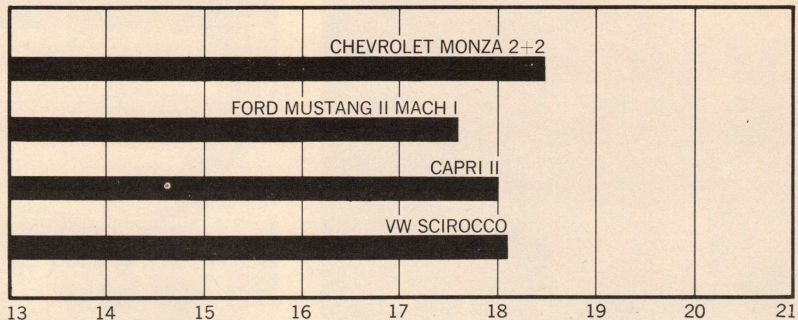 CHEVROLET MONZA 2+2
FORD MUSTANG II MACH I
CAPRI II
VW SCIROCCO
13 14 15 16 17 18 19 20 21